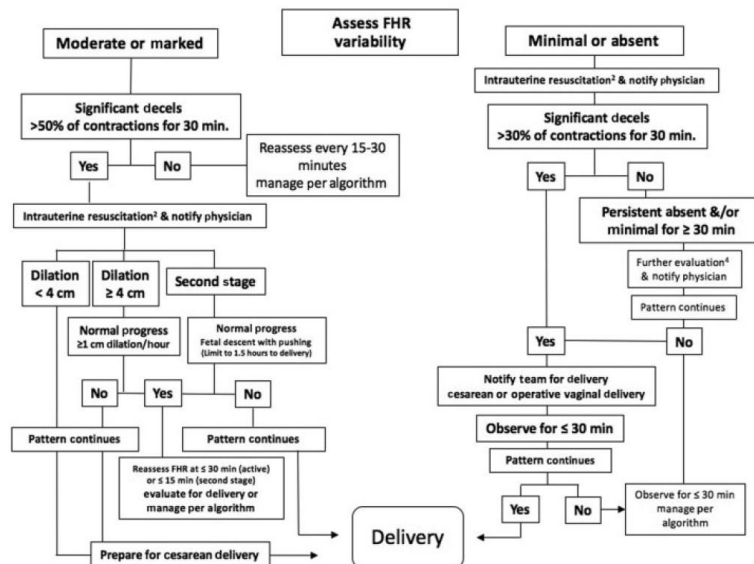 Assess FHR
variability
Moderate or marked
Significant decels
>50% of contractions for 30 min.
Yes
No
Reassess every 15-30
minutes
manage per algorithm
Intrauterine resuscitation² & notify physician
Dilation
< 4 cm
Dilation
≥ 4 cm
Second stage
Normal progress
≥1 cm dilation/hour
Normal progress
Fetal descent with pushing
(Limit to 1.5 hours to delivery)
No
Yes
No
Pattern continues
Pattern continues
Reassess FHR at ≤ 30 min (active)
or ≤ 15 min (second stage)
evaluate for delivery or
manage per algorithm
Prepare for cesarean delivery
Delivery
Minimal or absent
Intrauterine resuscitation² & notify physician
Significant decels
>30% of contractions for 30 min.
Yes
No
Persistent absent &/or
minimal for ≥ 30 min
Further evaluation⁴
& notify physician
Pattern continues
Yes
No
Notify team for delivery
cesarean or operative vaginal delivery
Observe for ≤ 30 min
Pattern continues
Yes
No
Observe for ≤ 30 min
manage per
algorithm